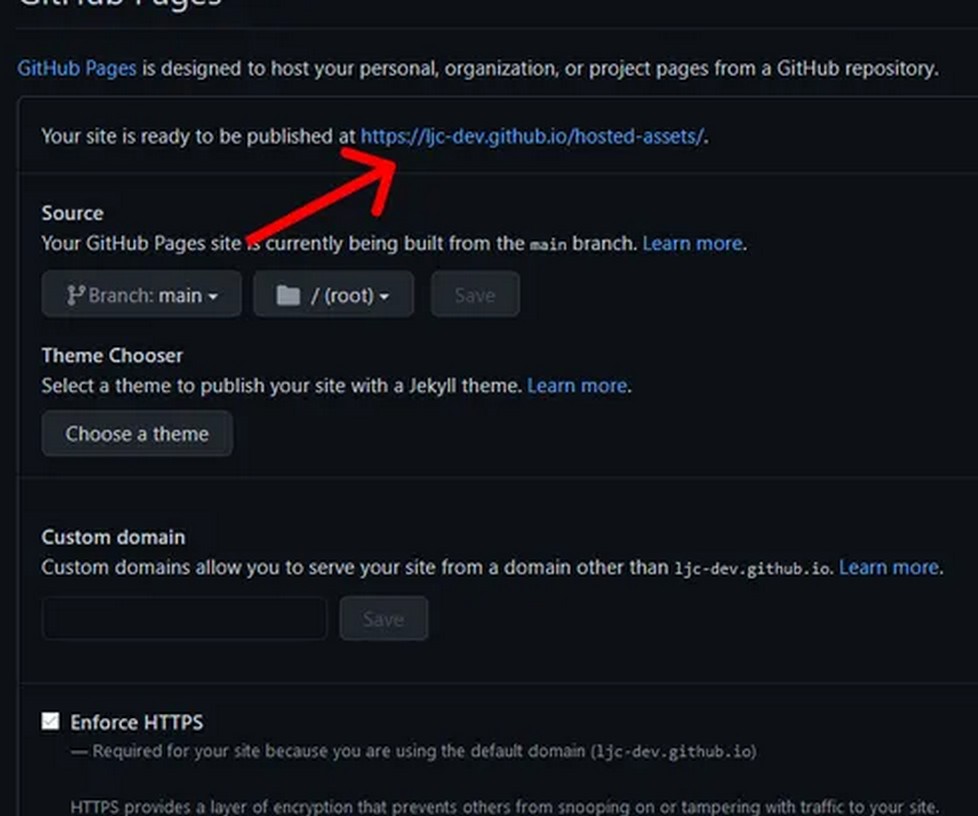 GitHub Pages
GitHub Pages is designed to host your personal, organization, or project pages from a GitHub repository.
Your site is ready to be published at https://ljc-dev.github.io/hosted-assets/.
Source
Your GitHub Pages site is currently being built from the main branch. Learn more.
Branch: main / (root) Save
Theme Chooser
Select a theme to publish your site with a Jekyll theme. Learn more.
Choose a theme
Custom domain
Custom domains allow you to serve your site from a domain other than ljc-dev.github.io. Learn more.
Save
Enforce HTTPS
— Required for your site because you are using the default domain (ljc-dev.github.io)
HTTPS provides a layer of encryption that prevents others from snooping on or tampering with traffic to your site.